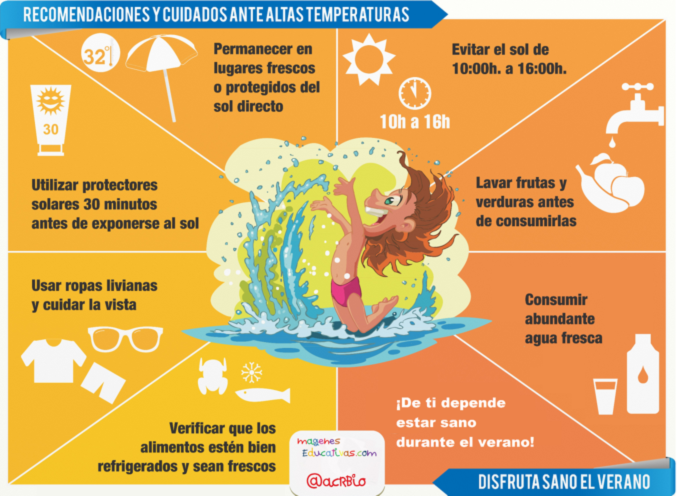 RECOMENDACIONES Y CUIDADOS ANTE ALTAS TEMPERATURAS
32°
Permanecer en
lugares frescos
o protegidos del
sol directo
Evitar el sol de
10:00h. a 16:00h.
10h a 16h
30
Utilizar protectores
solares 30 minutos
antes de exponerse al sol
Lavar frutas y
verduras antes
de consumirlas
Usar ropas livianas
y cuidar la vista
Consumir
abundante
agua fresca
Verificar que los
alimentos estén bien
refrigerados y sean frescos
¡De ti depende
estar sano
durante el verano!
Imagenes
Educativas.com
@acrbio
DISFRUTA SANO EL VERANO